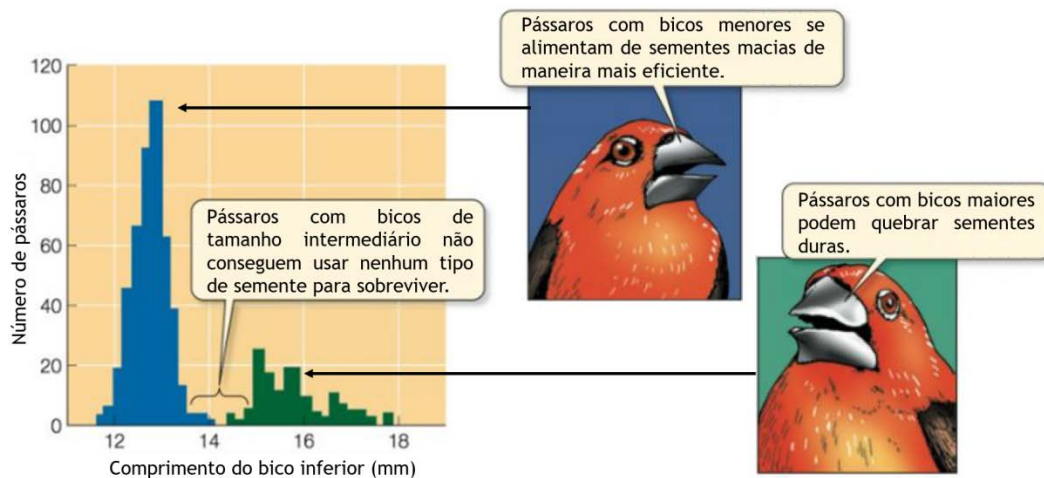 Pássaros com bicos menores se
alimentam de sementes macias de
maneira mais eficiente.
120
100
80
60
40
20
0
Número de pássaros
Pássaros com bicos de
tamanho intermediário não
conseguem usar nenhum tipo
de semente para sobreviver.
Pássaros com bicos maiores
podem quebrar sementes
duras.
12
14
16
18
Comprimento do bico inferior (mm)